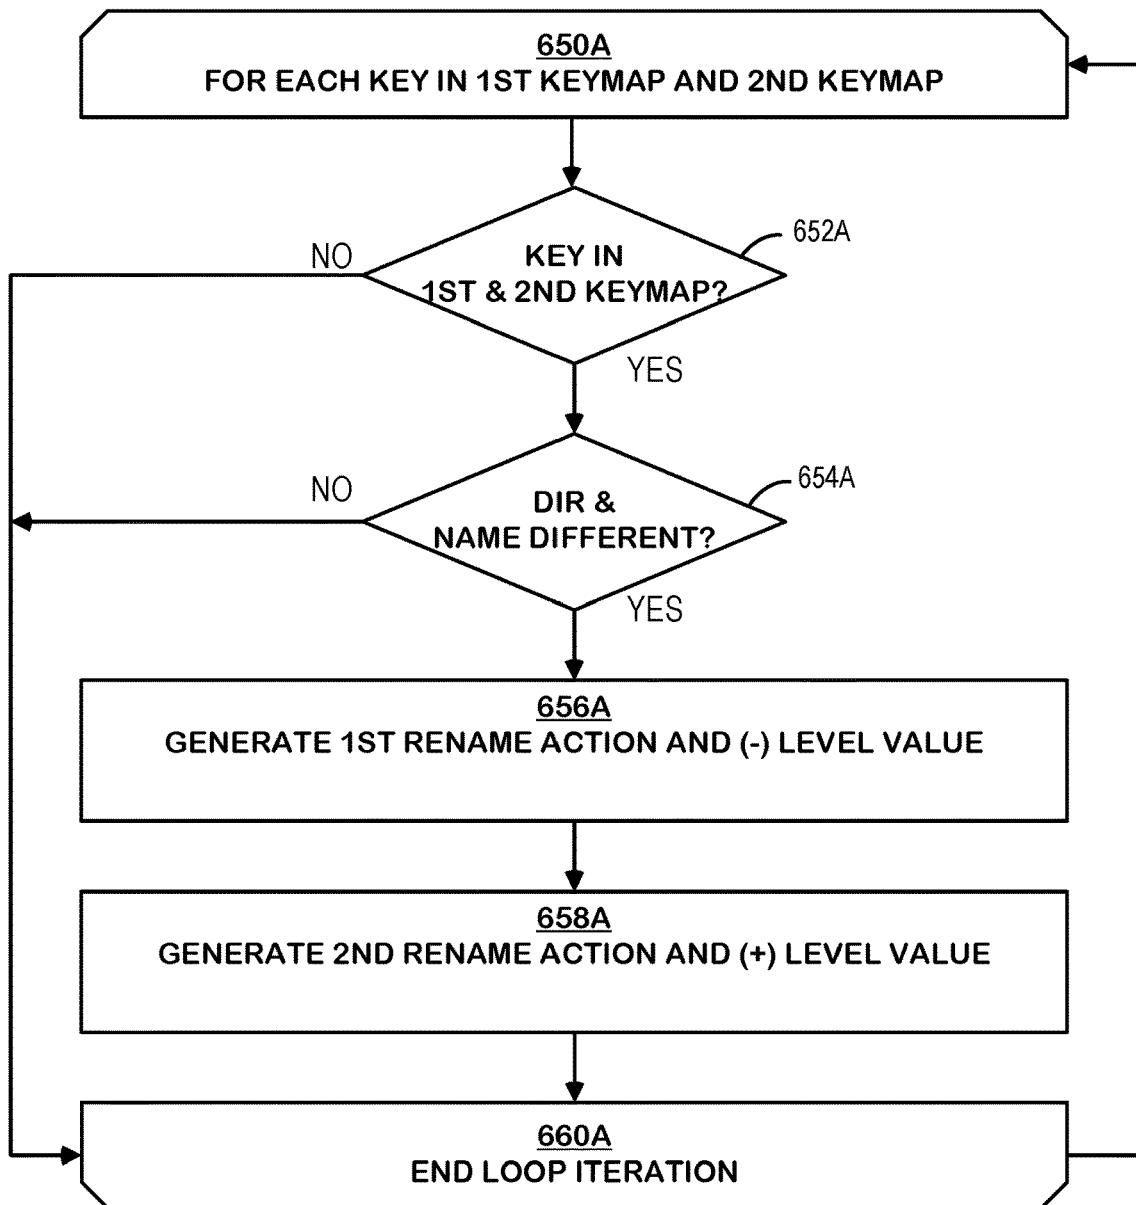 650A
FOR EACH KEY IN 1ST KEYMAP AND 2ND KEYMAP
652A
NO
KEY IN
1ST & 2ND KEYMAP?
YES
654A
NO
DIR &
NAME DIFFERENT?
YES
656A
GENERATE 1ST RENAME ACTION AND (-) LEVEL VALUE
658A
GENERATE 2ND RENAME ACTION AND (+) LEVEL VALUE
660A
END LOOP ITERATION